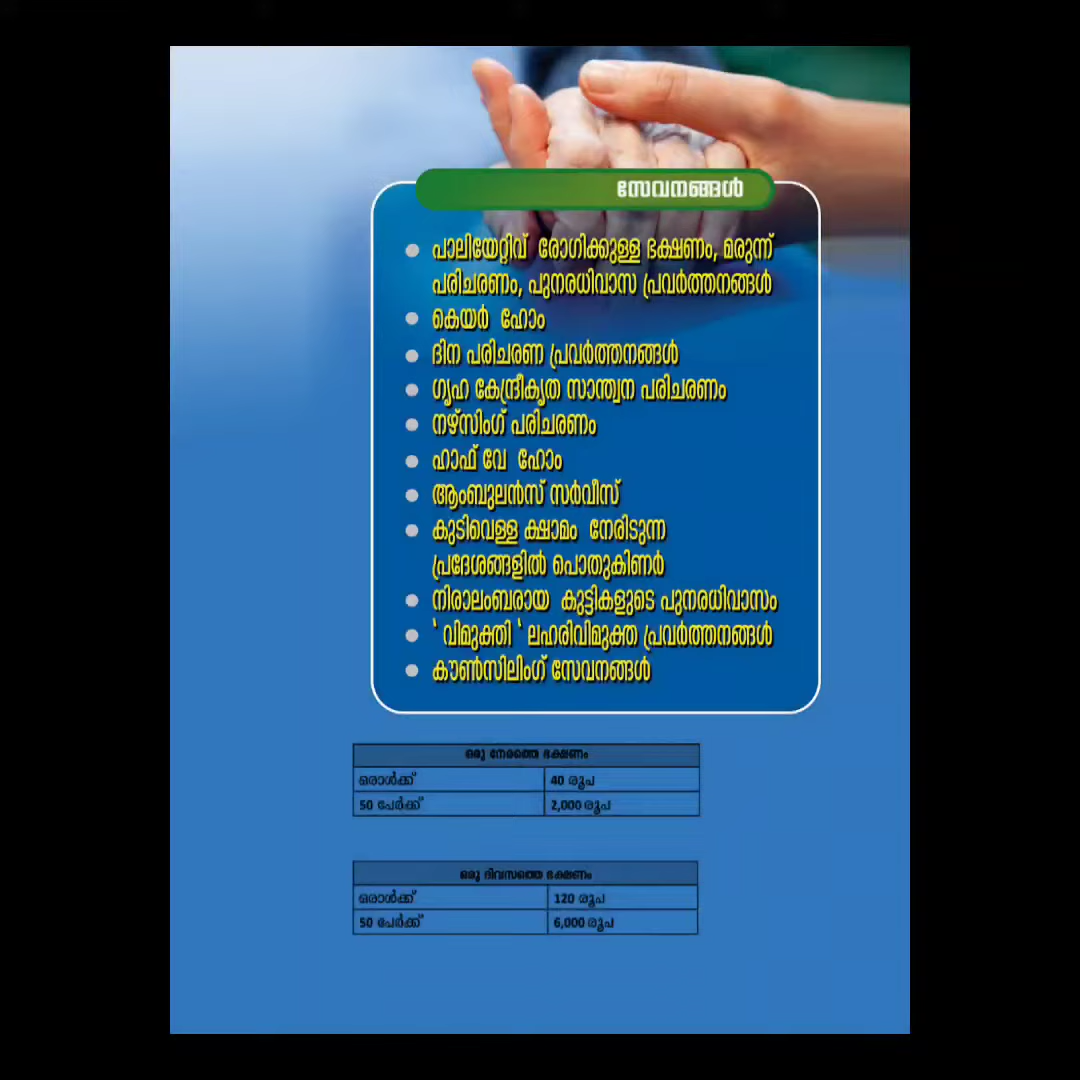 സേവനങ്ങൾ
പാലിയേറ്റിവ് രോഗിക്കുള്ള ഭക്ഷണം, മരുന്ന്
പരിചരണം, പുനരധിവാസ പ്രവർത്തനങ്ങൾ
കെയർ ഹോം
ദിന പരിചരണ പ്രവർത്തനങ്ങൾ
ഗൃഹ കേന്ദ്രീകൃത സാന്ത്വന പരിചരണം
നഴ്സിംഗ് പരിചരണം
ഹാഫ് വേ ഹോം
ആംബുലൻസ് സർവീസ്
കുടിവെള്ള ക്ഷാമം നേരിടുന്ന
പ്രദേശങ്ങളിൽ പൊതുകിണർ
നിരാലംബരായ കുട്ടികളുടെ പുനരധിവാസം
‘ വിമുക്തി ‘ ലഹരിവിമുക്ത പ്രവർത്തനങ്ങൾ
കൗൺസിലിംഗ് സേവനങ്ങൾ
ഒരു നേരത്തെ ഭക്ഷണം
ഒരാൾക്ക് 40 രൂപ
50 പേർക്ക് 2,000 രൂപ
ഒരു ദിവസത്തെ ഭക്ഷണം
ഒരാൾക്ക് 120 രൂപ
50 പേർക്ക് 6,000 രൂപ